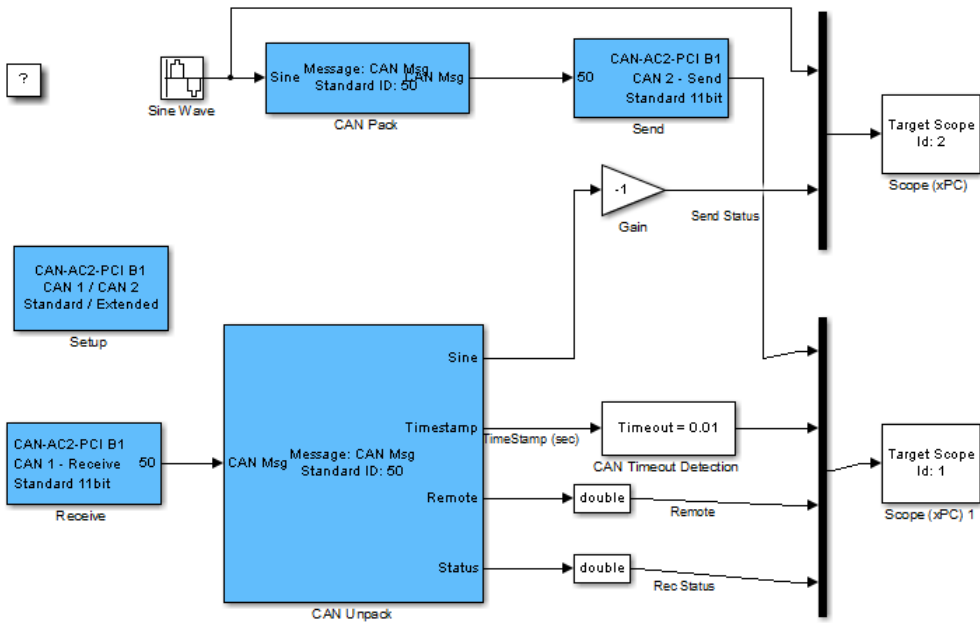 ?
Sine Wave
Sine
Message: CAN Msg
Standard ID: 50
CAN Msg
CAN Pack
50
CAN-AC2-PCI B1
CAN 2 - Send
Standard 11bit
Send
Target Scope
Id: 2
Scope (xPC)
-1
Gain
Send Status
CAN-AC2-PCI B1
CAN 1 / CAN 2
Standard / Extended
Setup
CAN-AC2-PCI B1
CAN 1 - Receive
Standard 11bit
50
Receive
CAN Msg
Message: CAN Msg
Standard ID: 50
Sine
Timestamp
Remote
Status
CAN Unpack
TimeStamp (sec)
Timeout = 0.01
CAN Timeout Detection
double
Remote
double
Rec Status
Target Scope
Id: 1
Scope (xPC) 1